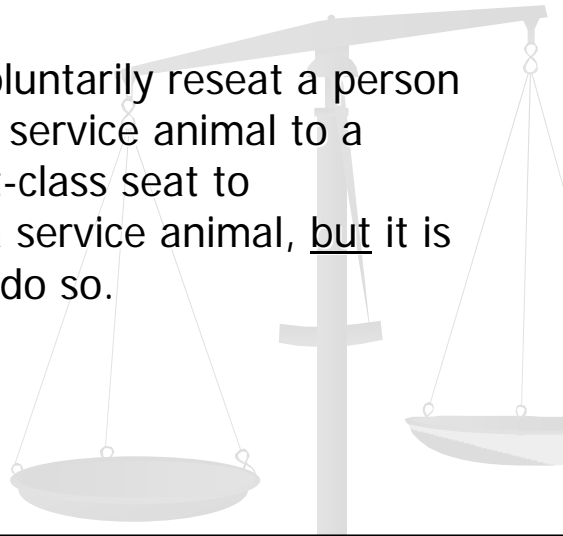 oluntarily reseat a person
service animal to a
-class seat to
service animal, but it is
do so.